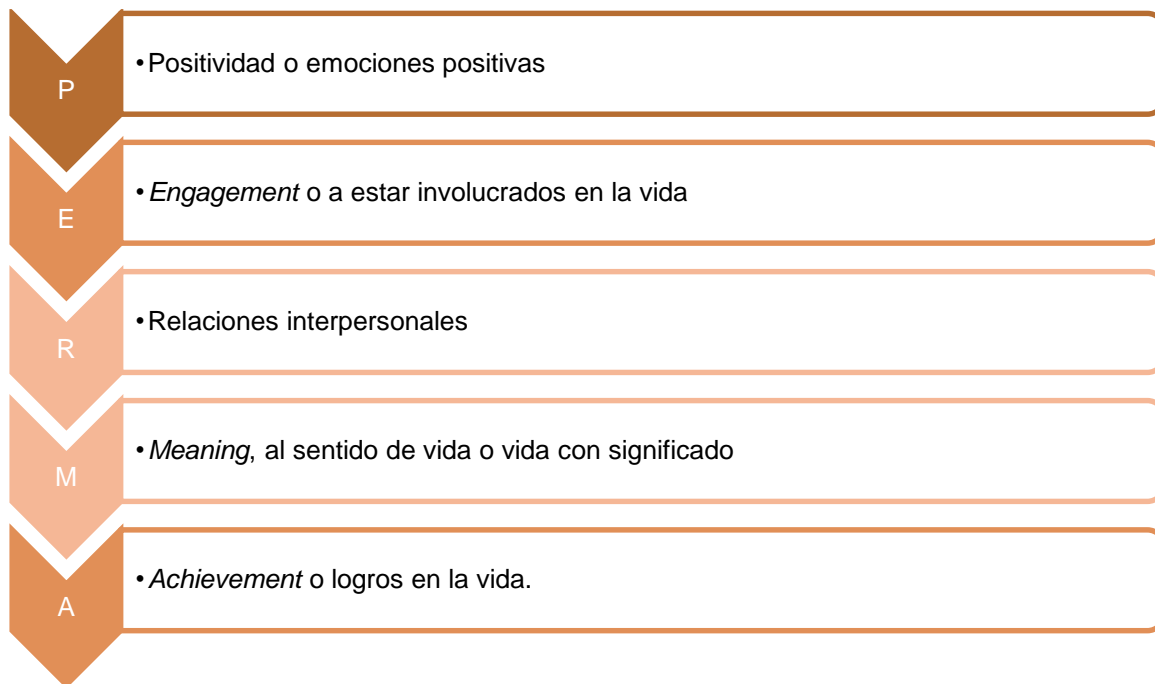 P
•Positividad o emociones positivas
E
•Engagement o a estar involucrados en la vida
R
•Relaciones interpersonales
M
•Meaning, al sentido de vida o vida con significado
A
•Achievement o logros en la vida.